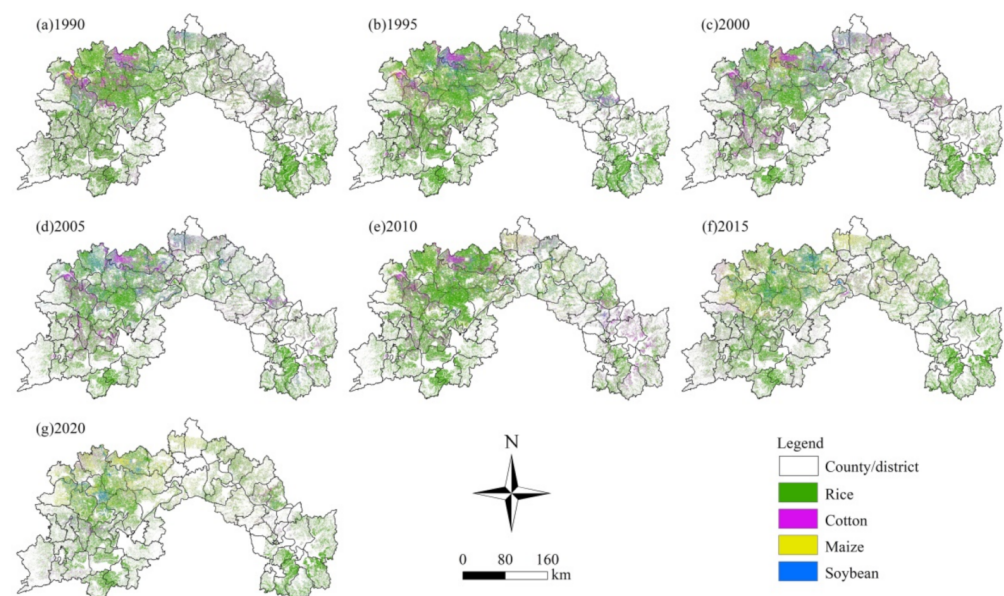 (a)1990
(b)1995
(c)2000
(d)2005
(e)2010
(f)2015
(g)2020
N
0 80 160
km
Legend
County/district
Rice
Cotton
Maize
Soybean